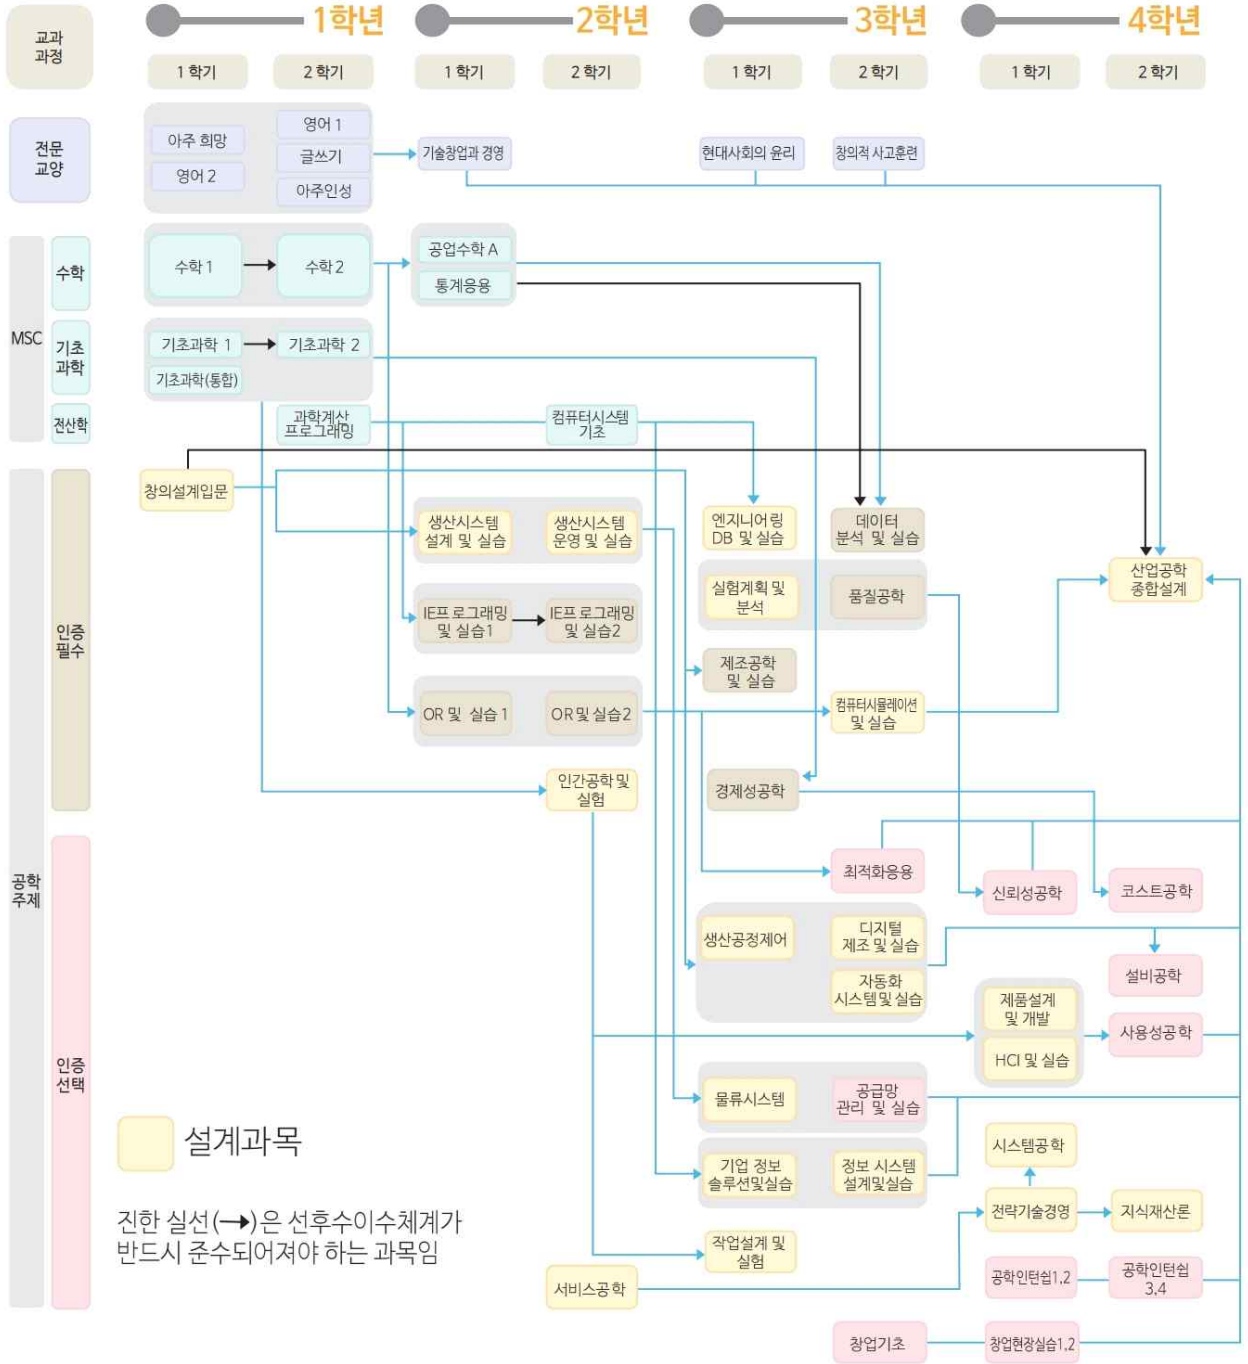 교과
과정
1학년
2학년
3학년
4학년
1 학기
2 학기
1 학기
2 학기
1 학기
2 학기
1 학기
2 학기
전문
교양
아주 희망
영어 2
영어 1
글쓰기
아주인성
기술창업과 경영
현대사회의 윤리
창의적 사고훈련
MSC
수학
수학 1
수학 2
공업수학 A
통계응용
기초
과학
기초과학 1
기초과학 2
기초과학(통합)
전산학
과학계산
프로그래밍
컴퓨터시스템
기초
공학
주제
인증
필수
창의설계입문
생산시스템
설계 및 실습
생산시스템
운영 및 실습
엔지니어링
DB 및 실습
데이터
분석 및 실습
산업공학
종합설계
IE프로그래밍
및 실습1
IE프로그래밍
및 실습2
실험계획 및
분석
품질공학
제조공학
및 실습
OR 및 실습 1
OR 및 실습 2
컴퓨터시뮬레이션
및 실습
인간공학 및
실험
경제성공학
인증
선택
최적화응용
신뢰성공학
코스트공학
생산공정제어
디지털
제조 및 실습
자동화
시스템및 실습
설비공학
제품설계
및 개발
HCI 및 실습
사용성공학
물류시스템
공급망
관리 및 실습
기업 정보
솔루션및실습
정보 시스템
설계및실습
시스템공학
전략기술경영
지식재산론
작업설계 및
실험
서비스공학
공학인턴쉽1,2
공학인턴쉽
3,4
창업기초
창업현장실습1,2
설계과목
진한 실선(→)은 선후수이수체계가
반드시 준수되어져야 하는 과목임